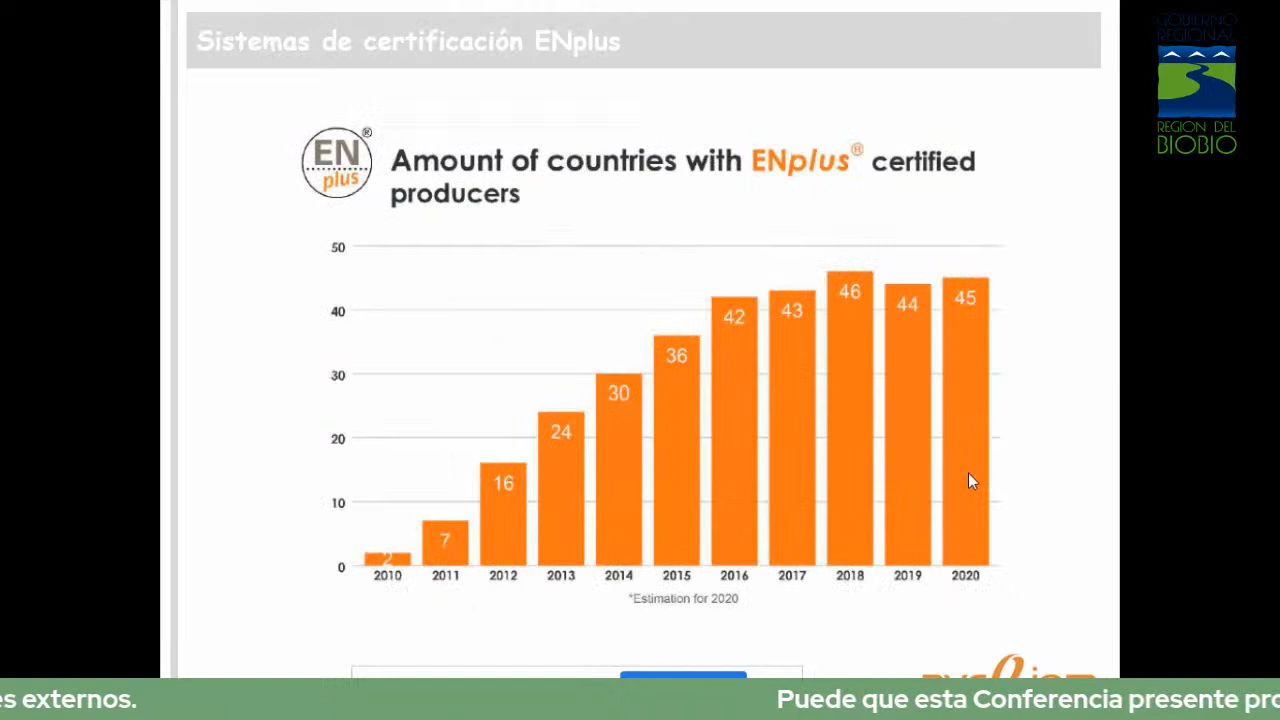 Sistemas de certificación ENplus
GOBIERNO
REGIONAL
REGION DEL
BIOBIO
EN
plus
®
Amount of countries with ENplus® certified
producers
50
40
30
20
10
0
2
7
16
24
30
36
42
43
46
44
45
2010
2011
2012
2013
2014
2015
2016
2017
2018
2019
2020
*Estimation for 2020
es externos.
Puede que esta Conferencia presente pro